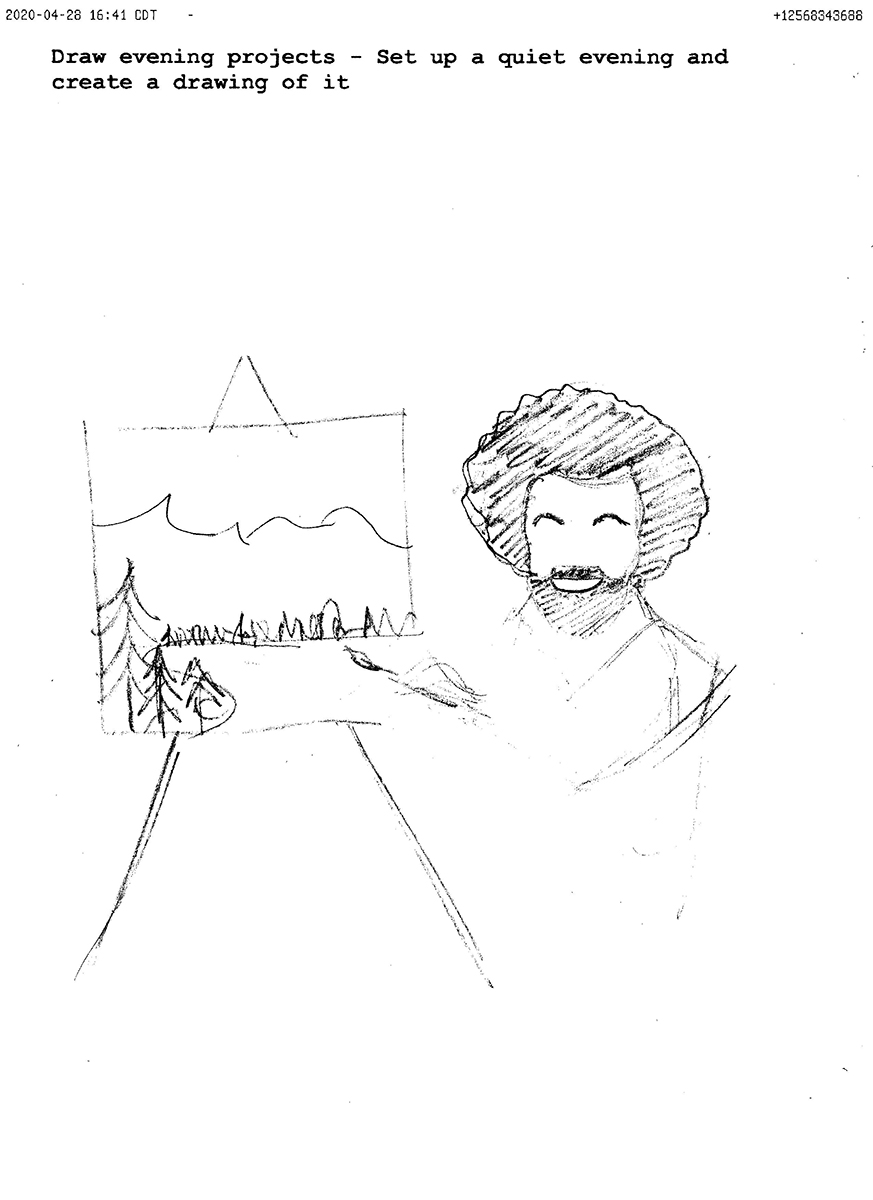 2020-04-28 16:41 CDT - +12568343688
Draw evening projects - Set up a quiet evening and
create a drawing of it